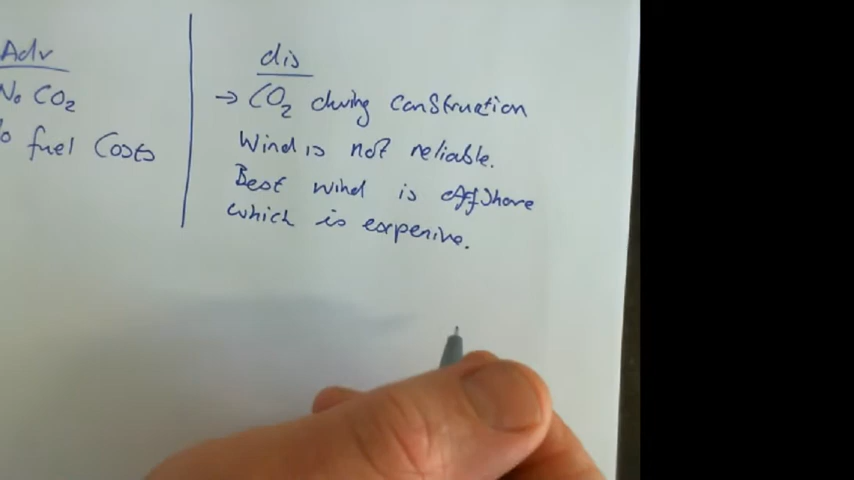 Adv
No CO2
No fuel Costs
dis
→ CO2 during construction
Wind is not reliable.
Best wind is offshore
which is expensive.